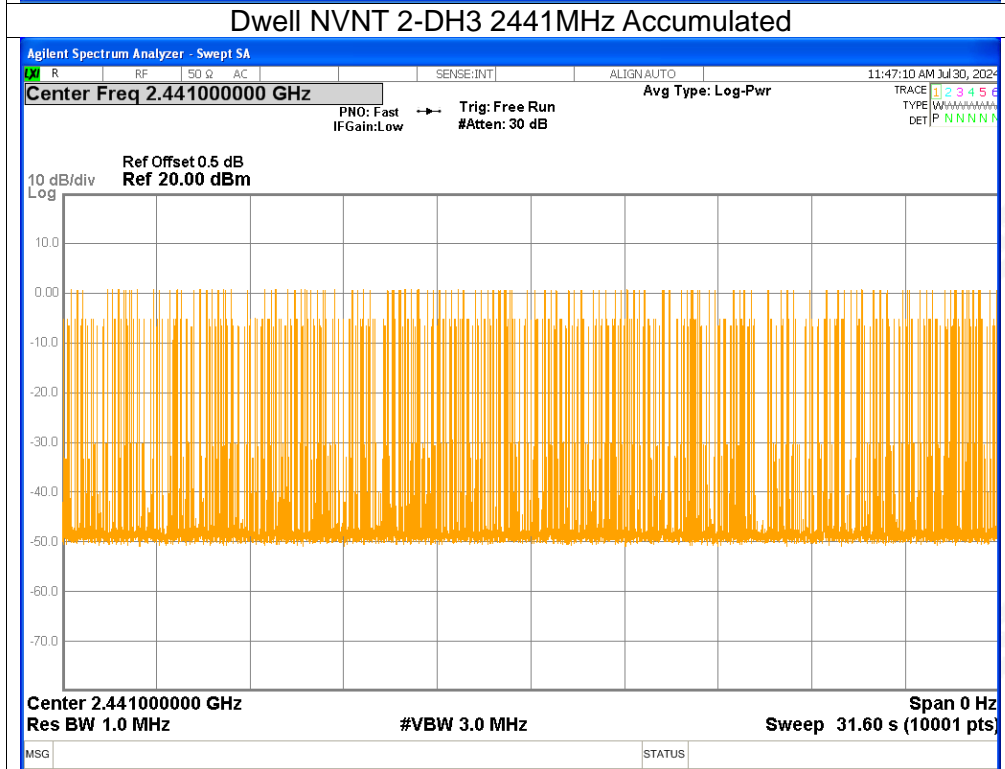 Dwell NVNT 2-DH3 2441MHz Accumulated
Agilent Spectrum Analyzer - Swept SA
LXI R RF 50 Ω AC SENSE:INT ALIGN AUTO 11:47:10 AM Jul 30, 2024
Center Freq 2.441000000 GHz Avg Type: Log-Pwr TRACE 1 2 3 4 5 6
PNO: Fast Trig: Free Run TYPE
IFGain:Low #Atten: 30 dB DET P N N N N N
Ref Offset 0.5 dB
10 dB/div Ref 20.00 dBm
Log
10.0
0.00
-10.0
-20.0
-30.0
-40.0
-50.0
-60.0
-70.0
Center 2.441000000 GHz Span 0 Hz
Res BW 1.0 MHz #VBW 3.0 MHz Sweep 31.60 s (10001 pts)
MSG STATUS